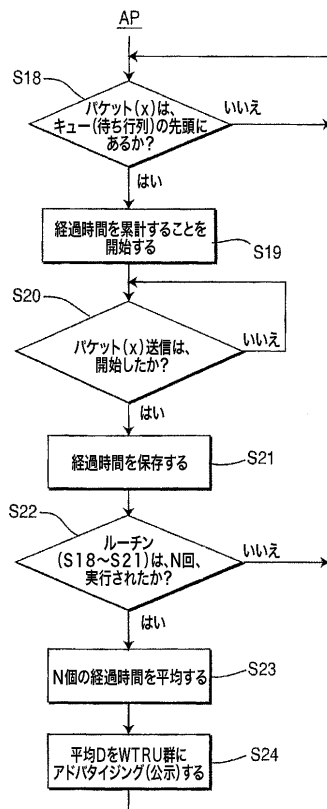 AP
S18
パケット(x)は、
キュー(待ち行列)の先頭に
あるか?
いいえ
はい
経過時間を累計することを
開始する
S19
S20
パケット(x)送信は、
開始したか?
いいえ
はい
経過時間を保存する
S21
S22
ルーチン
(S18～S21)は、N回、
実行されたか?
いいえ
はい
N個の経過時間を平均する
S23
平均DをWTRU群に
アドバタイジング(公示)する
S24